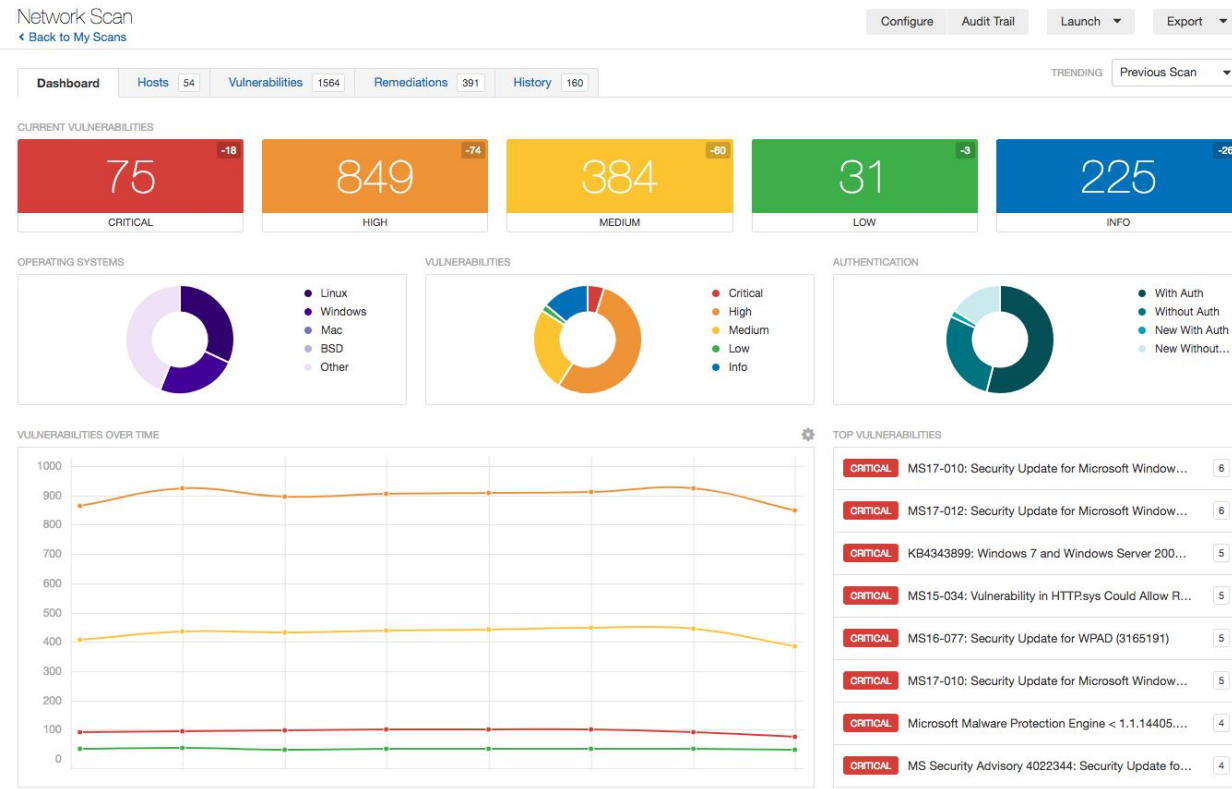 Network Scan
Configure Audit Trail Launch Export
Back to My Scans
Dashboard Hosts 54 Vulnerabilities 1564 Remediations 391 History 160
TRENDING Previous Scan
CURRENT VULNERABILITIES
75 -18
CRITICAL
849 -74
HIGH
384 -60
MEDIUM
31 -3
LOW
225 -26
INFO
OPERATING SYSTEMS
Linux
Windows
Mac
BSD
Other
VULNERABILITIES
Critical
High
Medium
Low
Info
AUTHENTICATION
With Auth
Without Auth
New With Auth
New Without...
VULNERABILITIES OVER TIME
1000
900
800
700
600
500
400
300
200
100
0
TOP VULNERABILITIES
CRITICAL MS17-010: Security Update for Microsoft Window... 6
CRITICAL MS17-012: Security Update for Microsoft Window... 6
CRITICAL KB4343899: Windows 7 and Windows Server 200... 5
CRITICAL MS15-034: Vulnerability in HTTP.sys Could Allow R... 5
CRITICAL MS16-077: Security Update for WPAD (3165191) 5
CRITICAL MS17-010: Security Update for Microsoft Window... 5
CRITICAL Microsoft Malware Protection Engine < 1.1.14405.... 4
CRITICAL MS Security Advisory 4022344: Security Update fo... 4